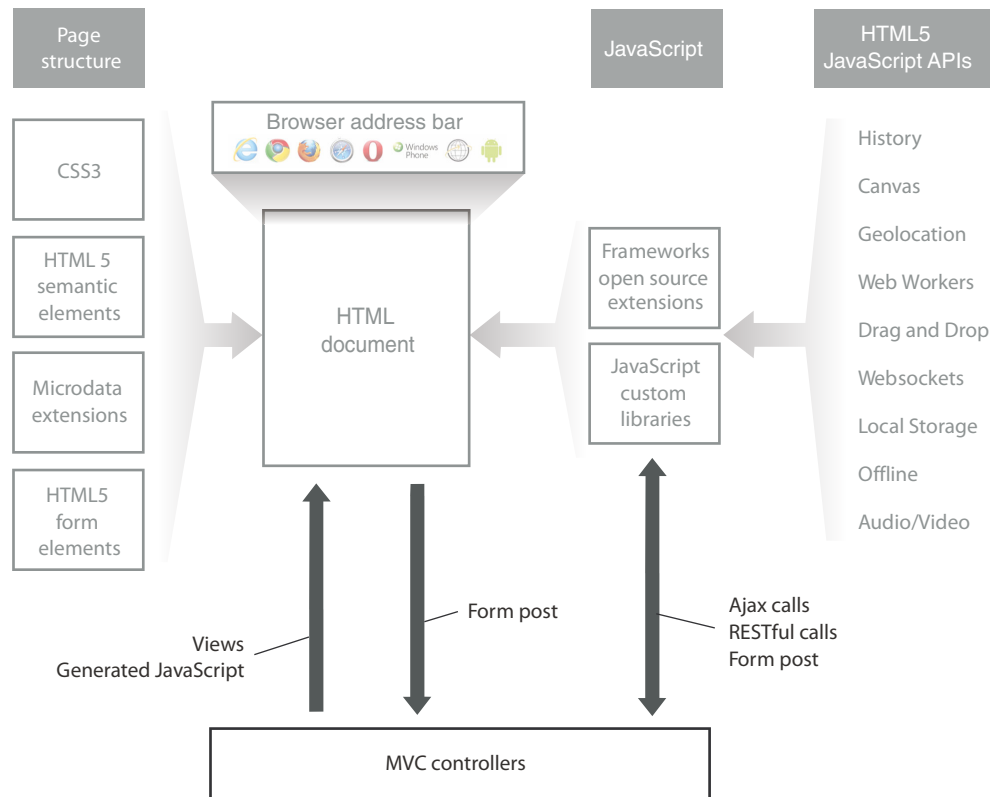 Page
structure
JavaScript
HTML5
JavaScript APIs
Browser address bar
Windows
Phone
CSS3
HTML 5
semantic
elements
Microdata
extensions
HTML5
form
elements
HTML
document
Frameworks
open source
extensions
JavaScript
custom
libraries
History
Canvas
Geolocation
Web Workers
Drag and Drop
Websockets
Local Storage
Offline
Audio/Video
Views
Generated JavaScript
Form post
Ajax calls
RESTful calls
Form post
MVC controllers